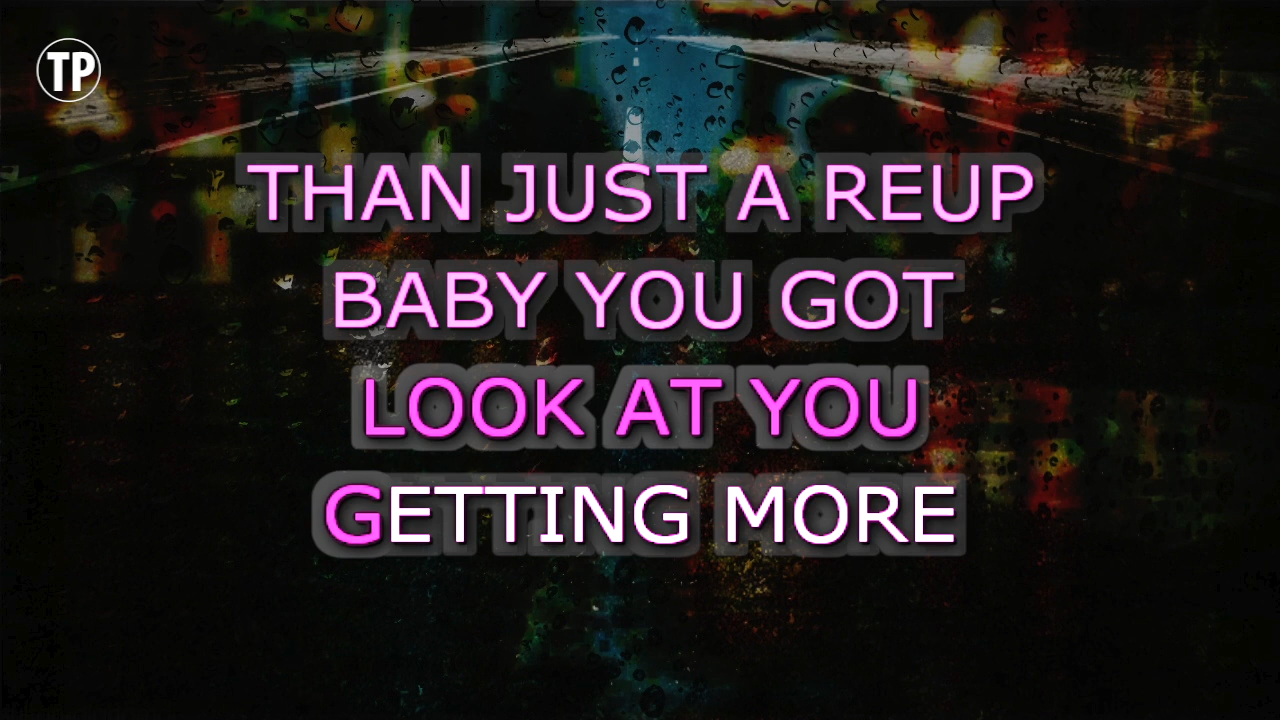 TP
THAN JUST A REUP
BABY YOU GOT
LOOK AT YOU
GETTING MORE